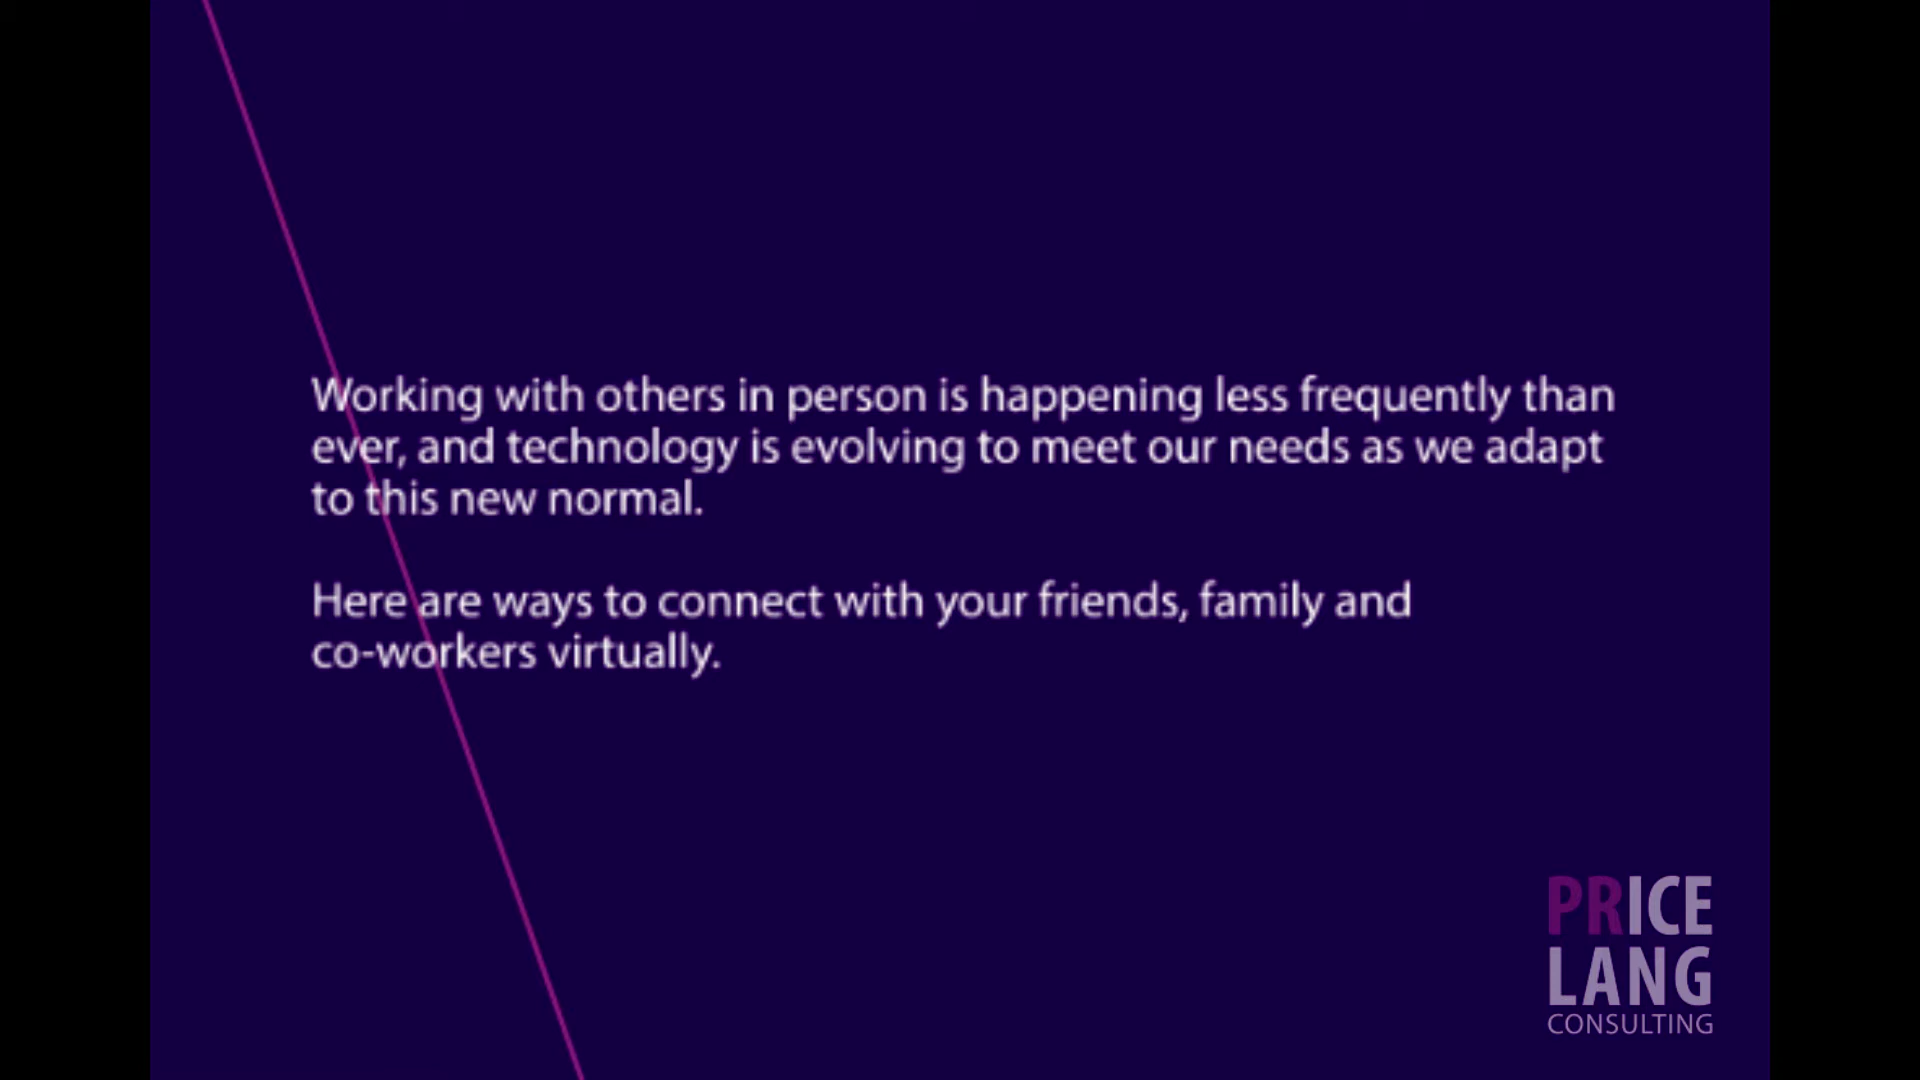 Working with others in person is happening less frequently than
ever, and technology is evolving to meet our needs as we adapt
to this new normal.
Here are ways to connect with your friends, family and
co-workers virtually.
PRICE
LANG
CONSULTING